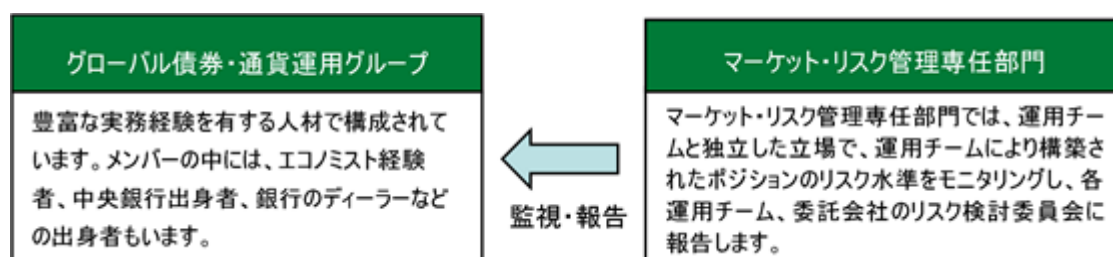 グローバル債券・通貨運用グループ
豊富な実務経験を有する人材で構成されて
います。メンバーの中には、エコノミスト経験
者、中央銀行出身者、銀行のディーラーなど
の出身者もいます。
監視・報告
マーケット・リスク管理専任部門
マーケット・リスク管理専任部門では、運用チー
ムと独立した立場で、運用チームにより構築さ
れたポジションのリスク水準をモニタリングし、各
運用チーム、委託会社のリスク検討委員会に
報告します。